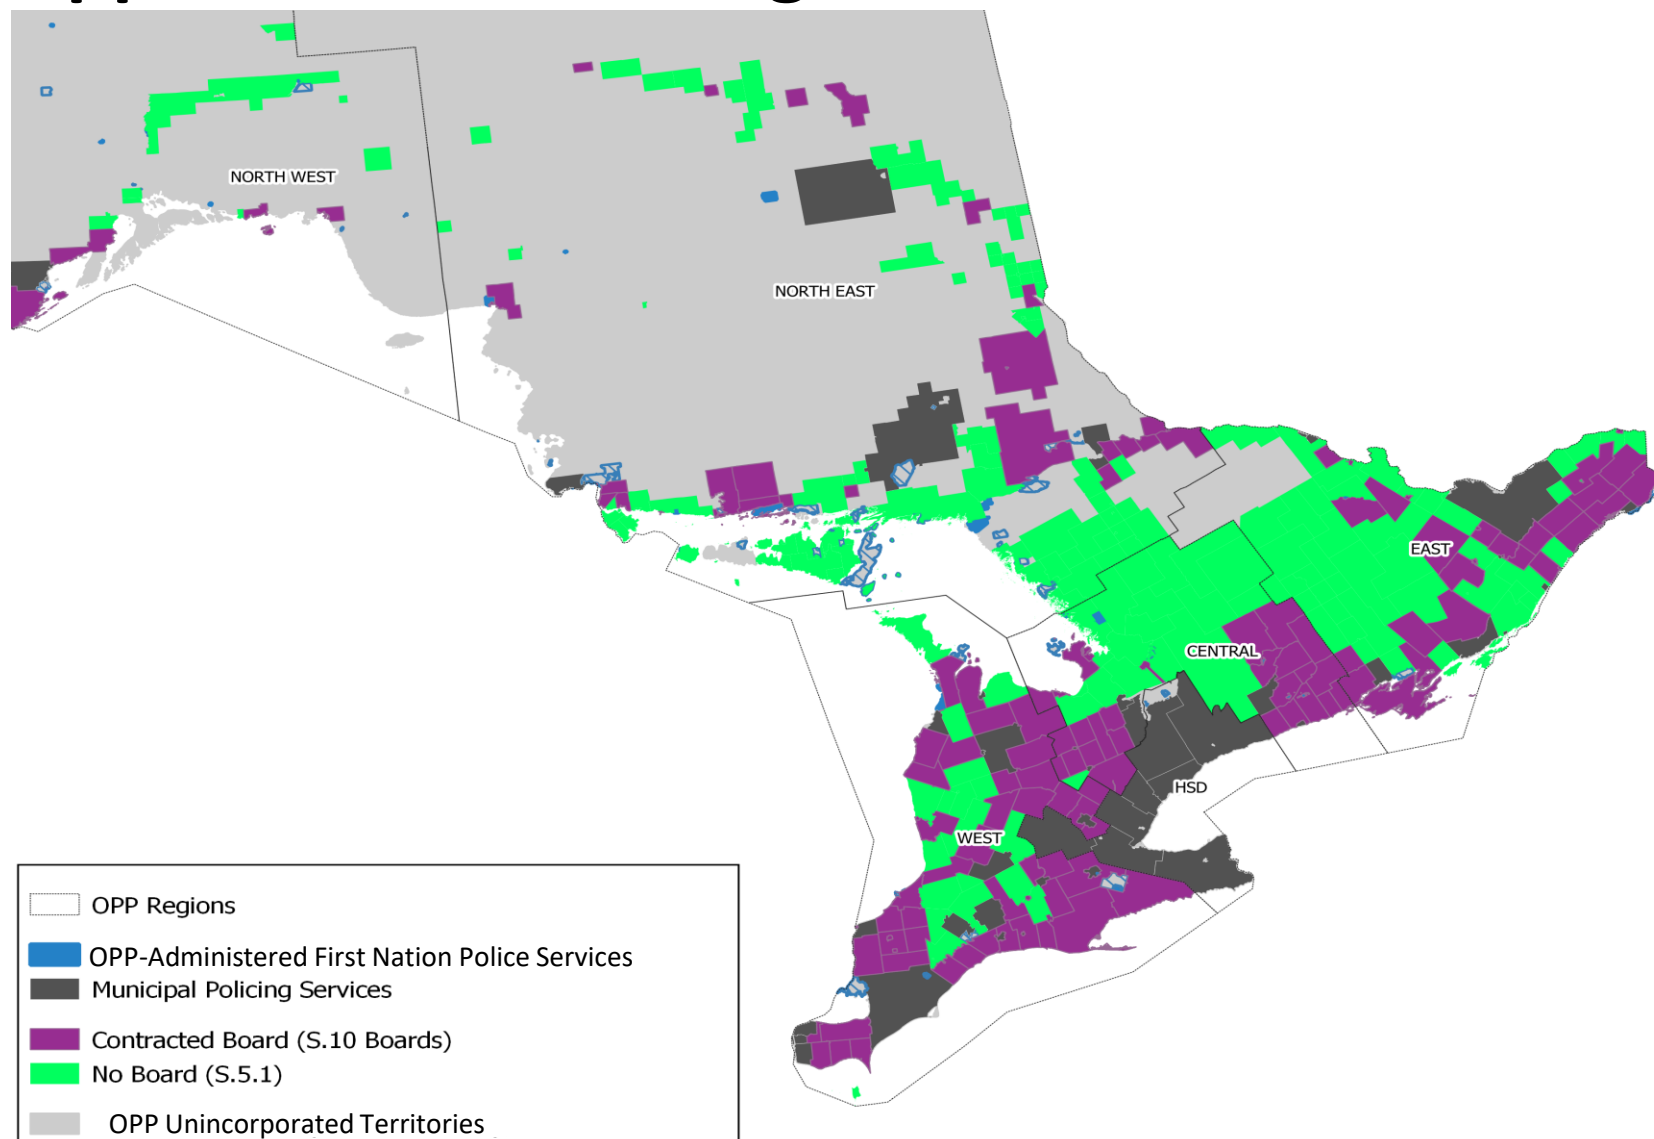 NORTH WEST
NORTH EAST
EAST
CENTRAL
HSD
WEST
OPP Regions
OPP-Administered First Nation Police Services
Municipal Policing Services
Contracted Board (S.10 Boards)
No Board (S.5.1)
OPP Unincorporated Territories